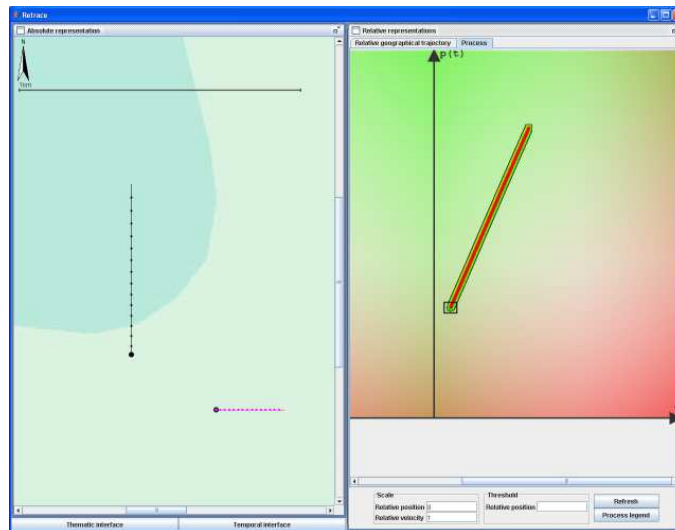 Retrace
Absolute representation
N
1nm
Thematic interface
Temporal interface
Relative representations
Relative geographical trajectory
Process
p(t)
Scale
Relative position
Relative velocity
Threshold
Relative position
Refresh
Process legend